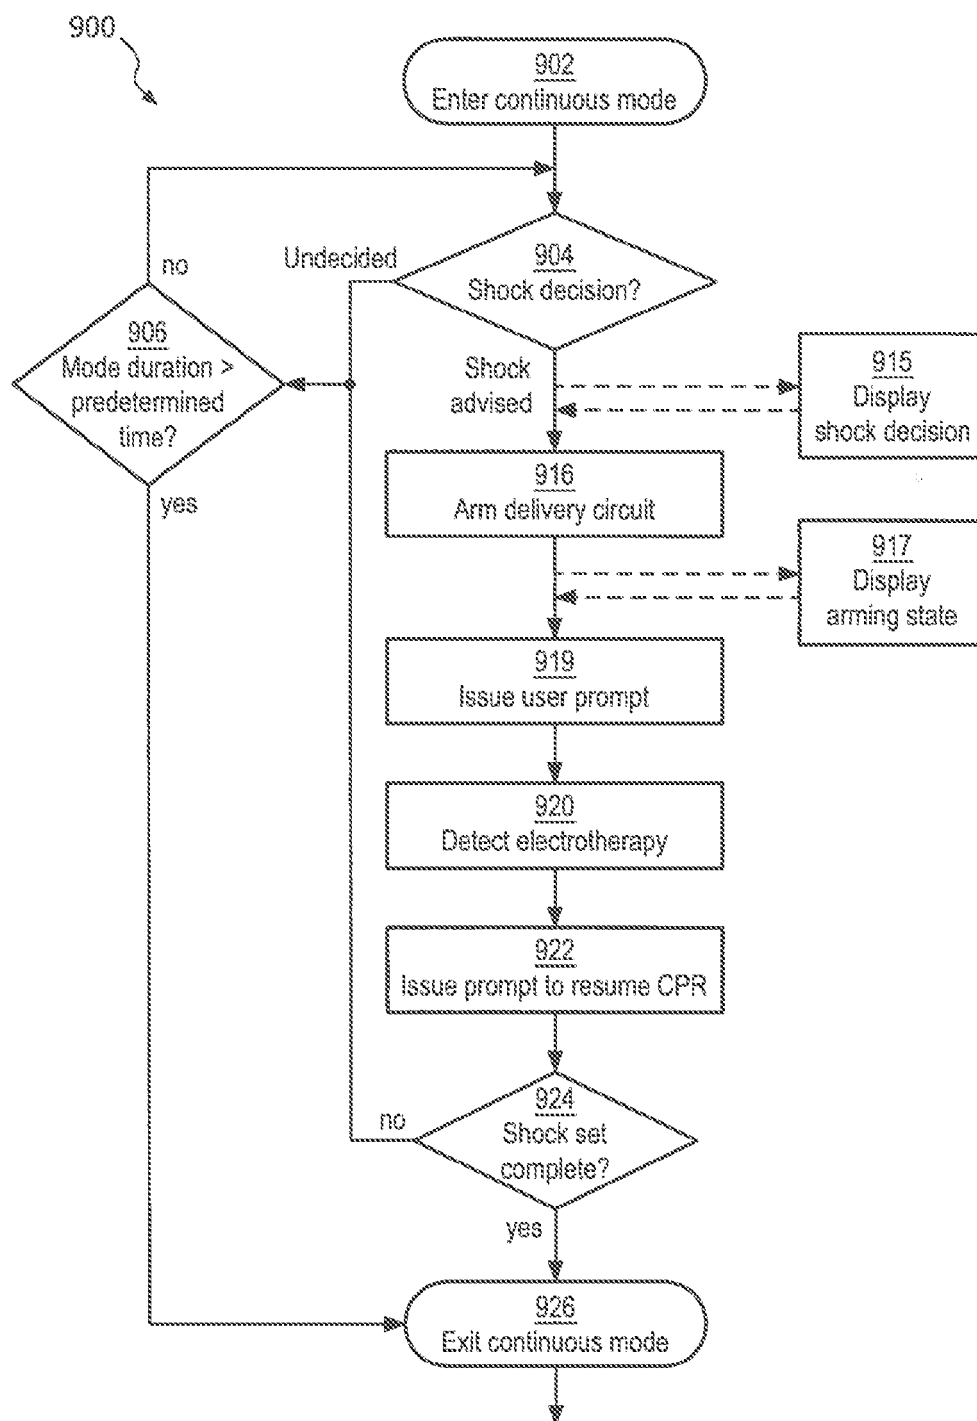 900
902
Enter continuous mode
no
Undecided
904
Shock decision?
906
Mode duration >
predetermined
time?
Shock
advised
915
Display
shock decision
yes
916
Arm delivery circuit
917
Display
arming state
919
Issue user prompt
920
Detect electrotherapy
922
Issue prompt to resume CPR
no
924
Shock set
complete?
yes
926
Exit continuous mode